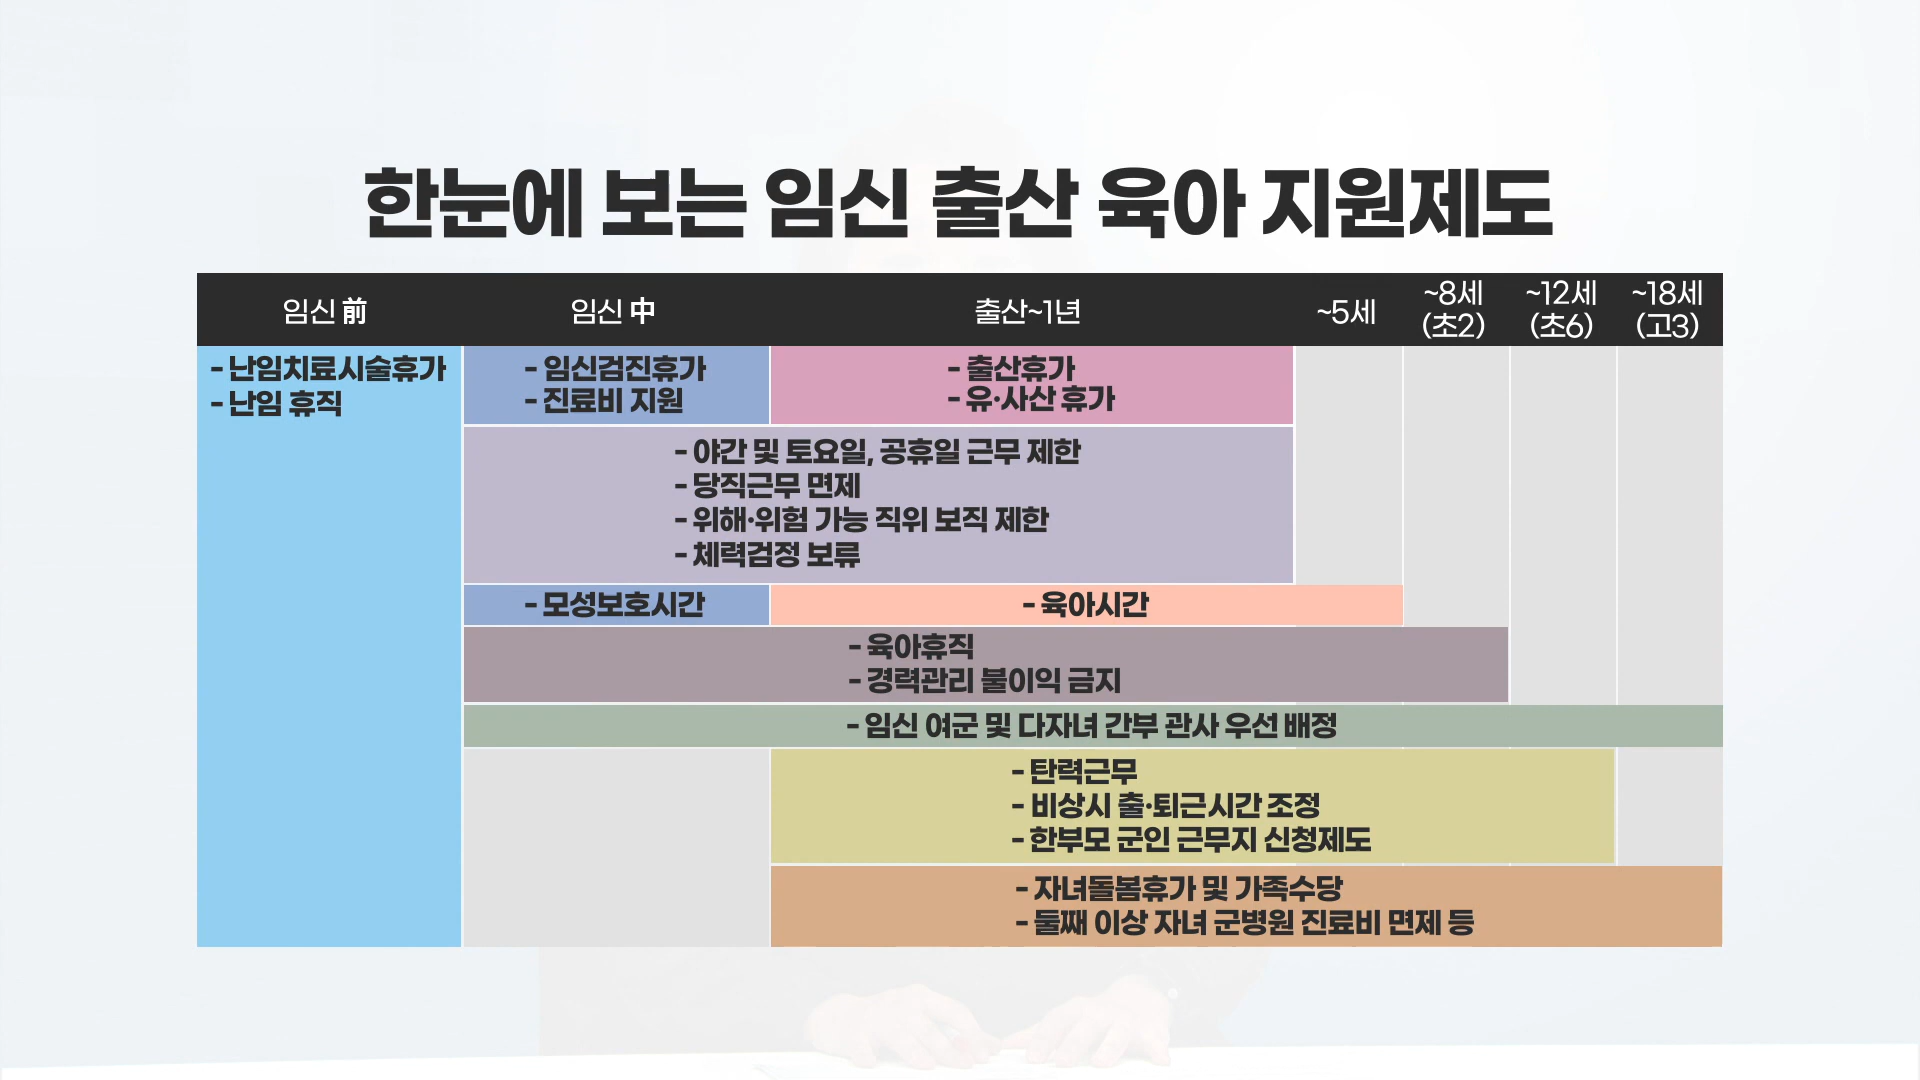 한눈에 보는 임신 출산 육아 지원제도
임신 前
임신 中
출산~1년
~5세
~8세
(초2)
~12세
(초6)
~18세
(고3)
- 난임치료시술휴가
- 난임 휴직
- 임신검진휴가
- 진료비 지원
- 출산휴가
- 유·사산 휴가
- 야간 및 토요일, 공휴일 근무 제한
- 당직근무 면제
- 위해·위험 가능 직위 보직 제한
- 체력검정 보류
- 모성보호시간
- 육아시간
- 육아휴직
- 경력관리 불이익 금지
- 임신 여군 및 다자녀 간부 관사 우선 배정
- 탄력근무
- 비상시 출·퇴근시간 조정
- 한부모 군인 근무지 신청제도
- 자녀돌봄휴가 및 가족수당
- 둘째 이상 자녀 군병원 진료비 면제 등